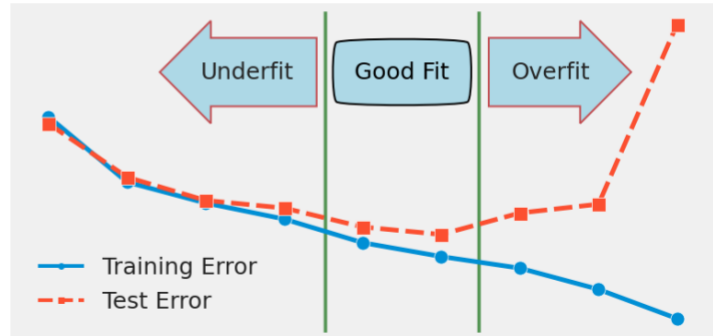 Underfit
Good Fit
Overfit
Training Error
Test Error